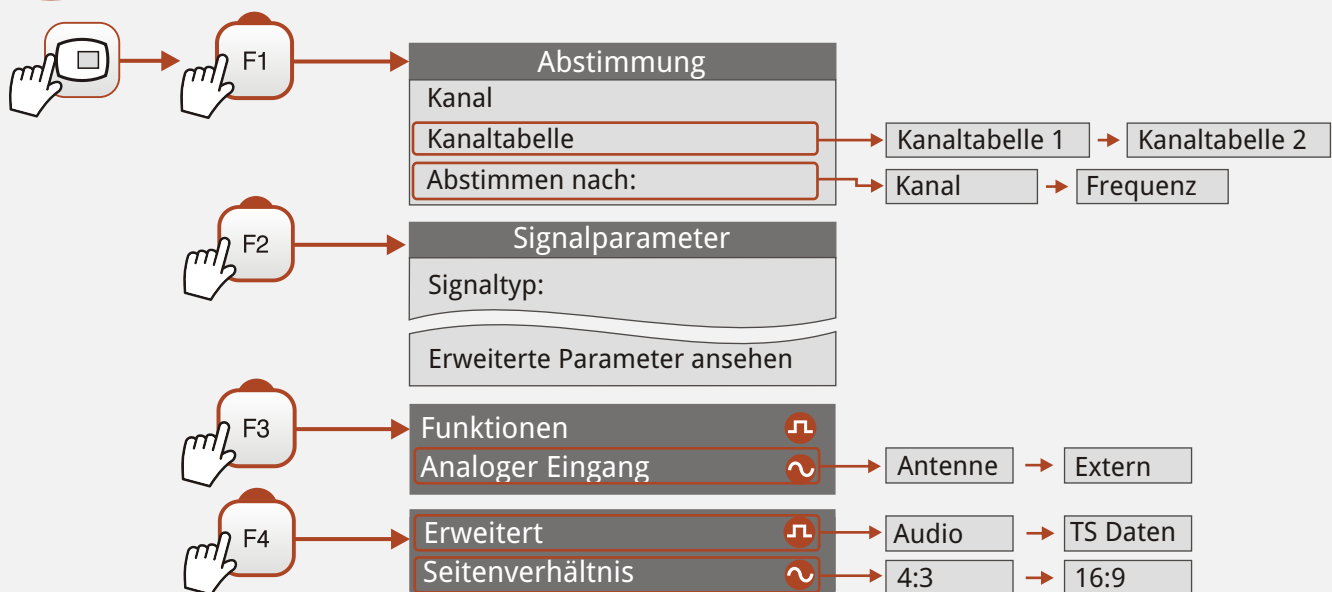 F1
Abstimmung
Kanal
Kanaltabelle
Kanaltabelle 1
Kanaltabelle 2
Abstimmen nach:
Kanal
Frequenz
F2
Signalparameter
Signaltyp:
Erweiterte Parameter ansehen
F3
Funktionen
Analoger Eingang
Antenne
Extern
F4
Erweitert
Audio
TS Daten
Seitenverhältnis
4:3
16:9